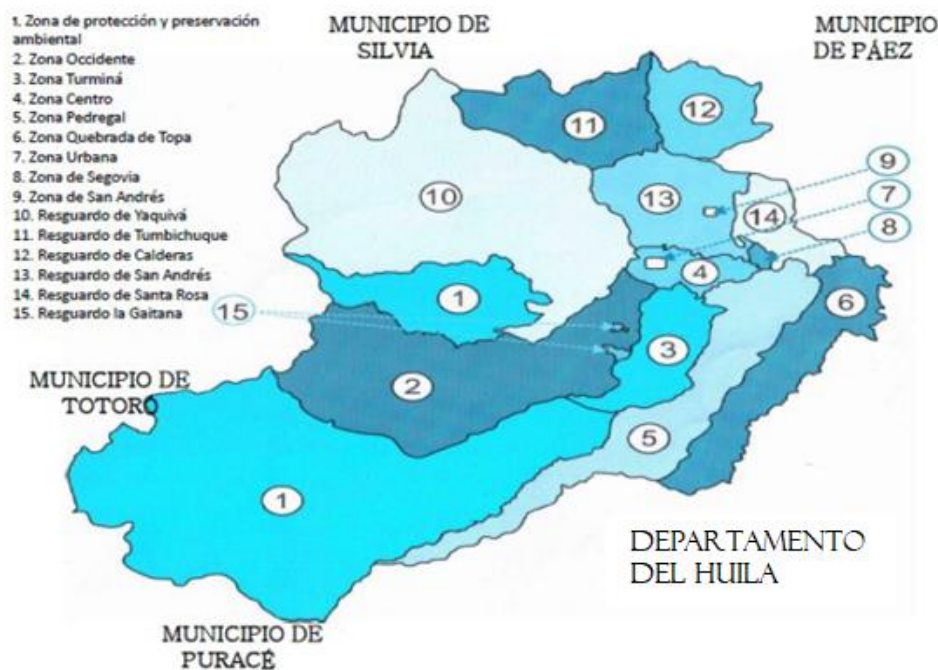 1. Zona de protección y preservación
ambiental
2. Zona Occidente
3. Zona Turminá
4. Zona Centro
5. Zona Pedregal
6. Zona Quebrada de Topa
7. Zona Urbana
8. Zona de Segovia
9. Zona de San Andrés
10. Resguardo de Yaquivá
11. Resguardo de Tumbichuque
12. Resguardo de Calderas
13. Resguardo de San Andrés
14. Resguardo de Santa Rosa
15. Resguardo la Gaitana
MUNICIPIO DE
SILVIA
MUNICIPIO
DE PÁEZ
11
12
9
10
13
7
14
8
4
15
1
6
3
2
MUNICIPIO DE
TOTORÓ
5
1
DEPARTAMENTO
DEL HUILA
MUNICIPIO DE
PURACÉ